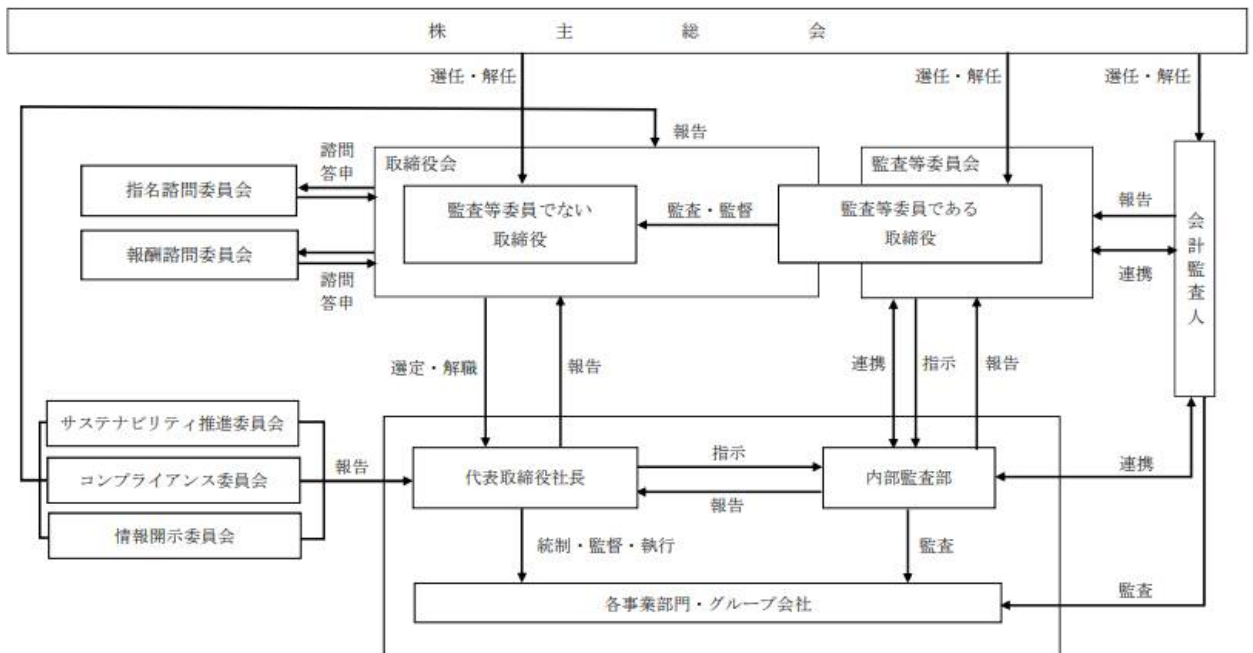 株主総会
選任・解任
選任・解任
選任・解任
報告
諮問
答申
取締役会
監査等委員会
指名諮問委員会
監査等委員でない
取締役
監査・監督
監査等委員である
取締役
報告
会計監査人
報酬諮問委員会
諮問
答申
連携
選定・解職
報告
連携
指示
報告
サステナビリティ推進委員会
コンプライアンス委員会
情報開示委員会
報告
代表取締役社長
指示
報告
内部監査部
連携
統制・監督・執行
監査
監査
各事業部門・グループ会社